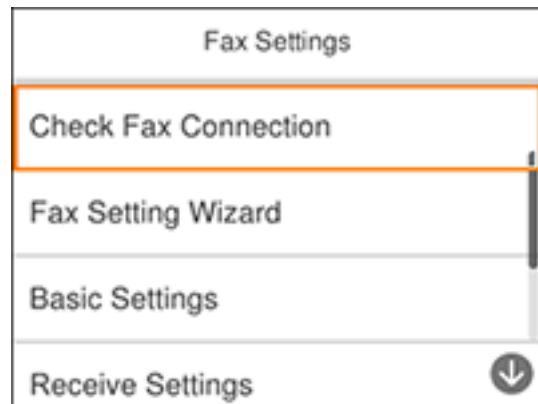 Fax Settings
Check Fax Connection
Fax Setting Wizard
Basic Settings
Receive Settings